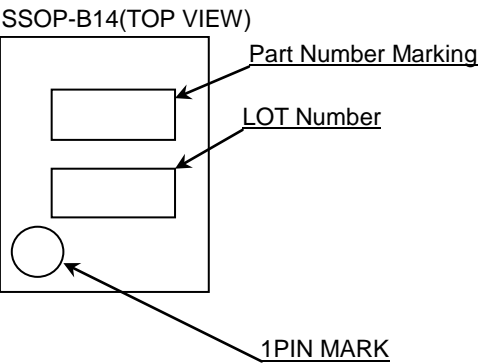 SSOP-B14(TOP VIEW)
Part Number Marking
LOT Number
1PIN MARK